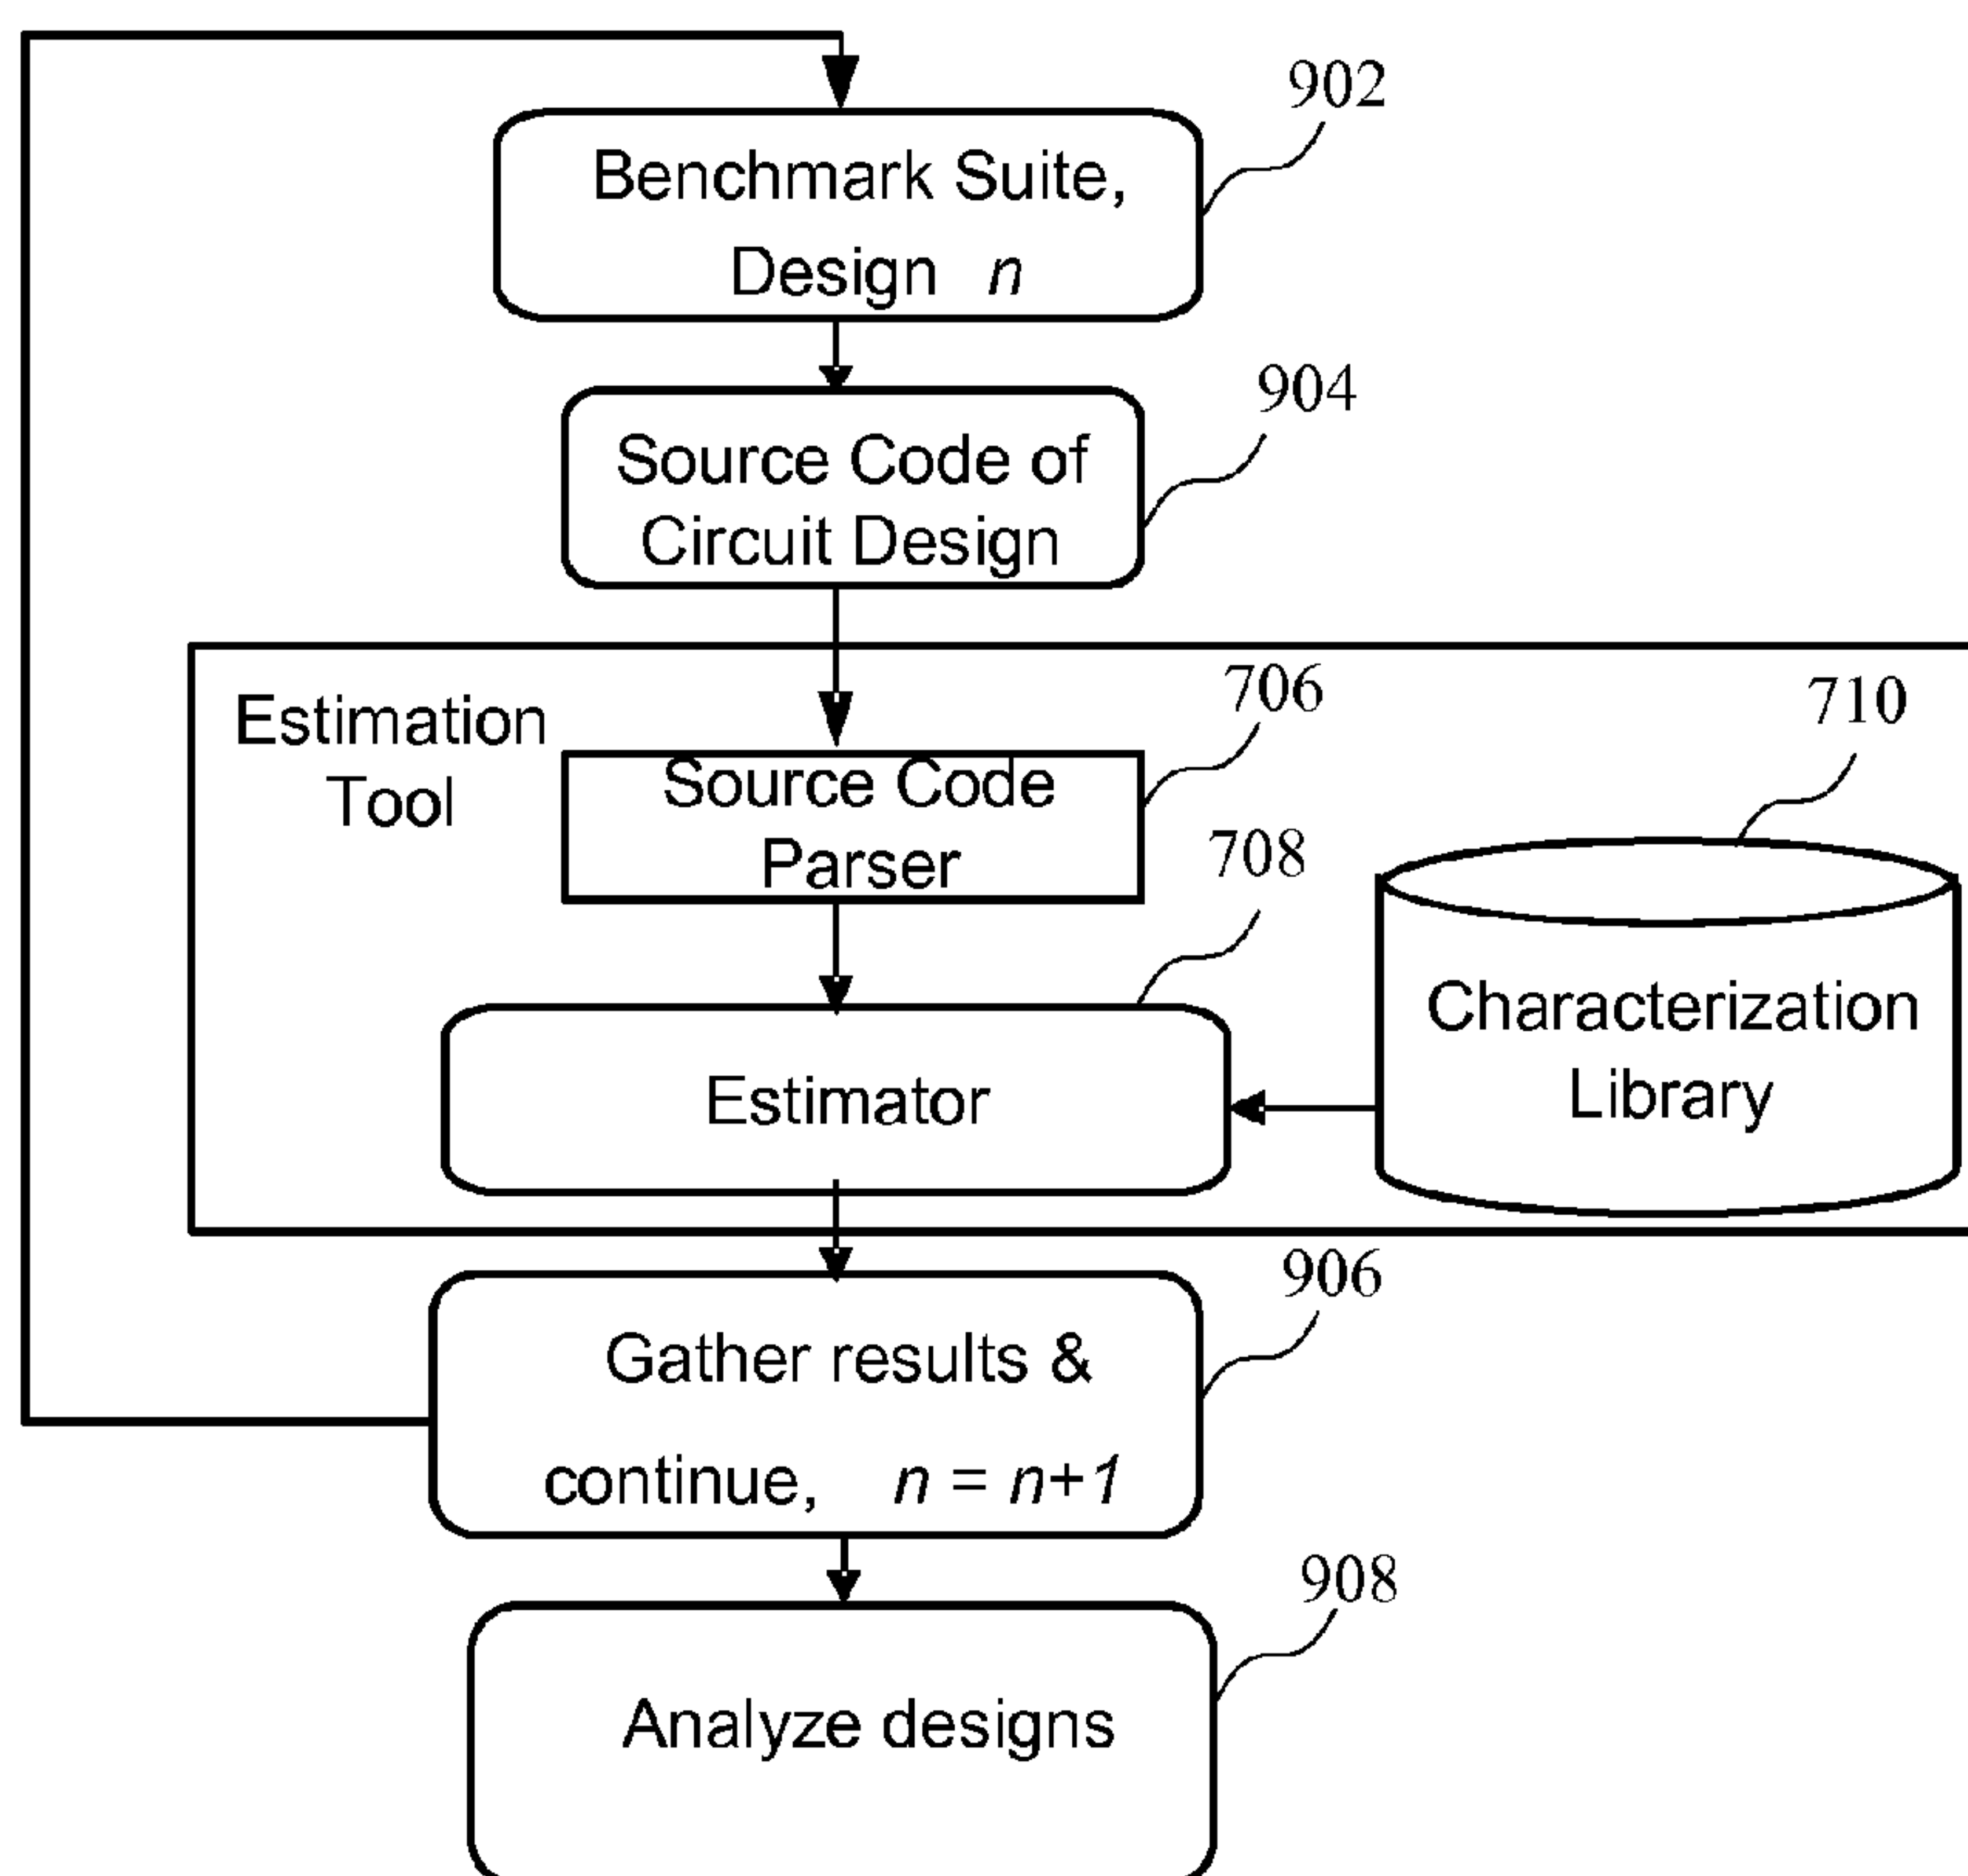 902
Benchmark Suite,
Design n
904
Source Code of
Circuit Design
Estimation
Tool
706
Source Code
Parser
710
708
Characterization
Library
Estimator
906
Gather results &
continue, n = n+1
908
Analyze designs